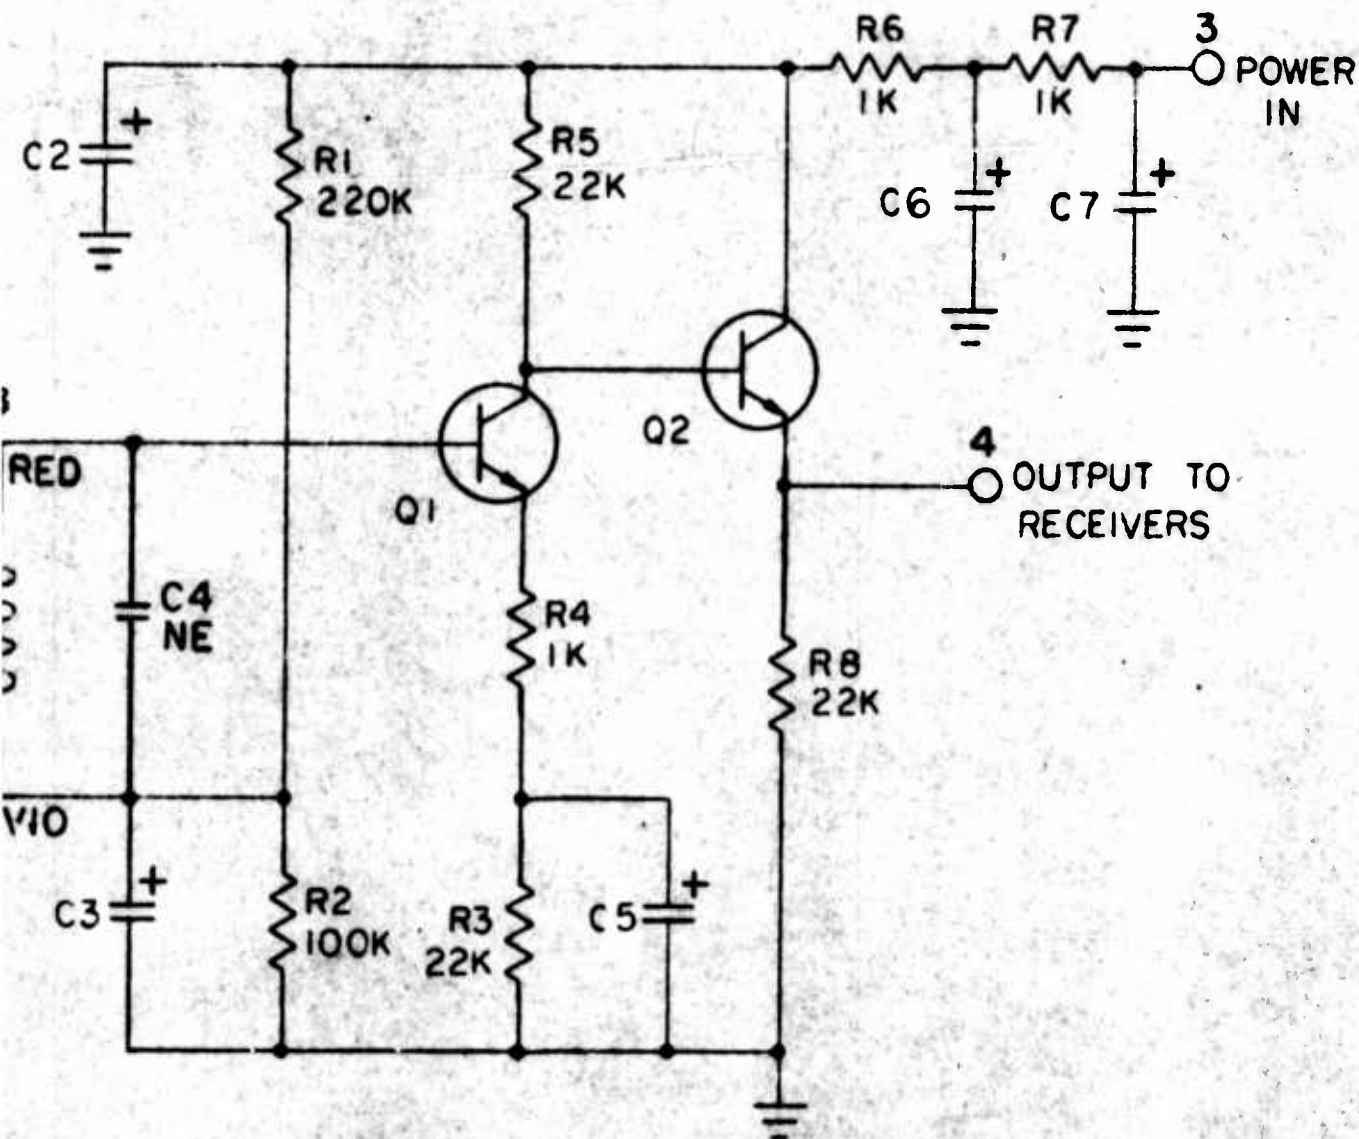 R6
R7
3
POWER
IN
1K
1K
C2
+
R1
220K
R5
22K
C6
+
C7
+
RED
Q1
Q2
4
OUTPUT TO
RECEIVERS
C4
NE
R4
1K
R8
22K
VIO
C3
+
R2
100K
R3
22K
C5
+